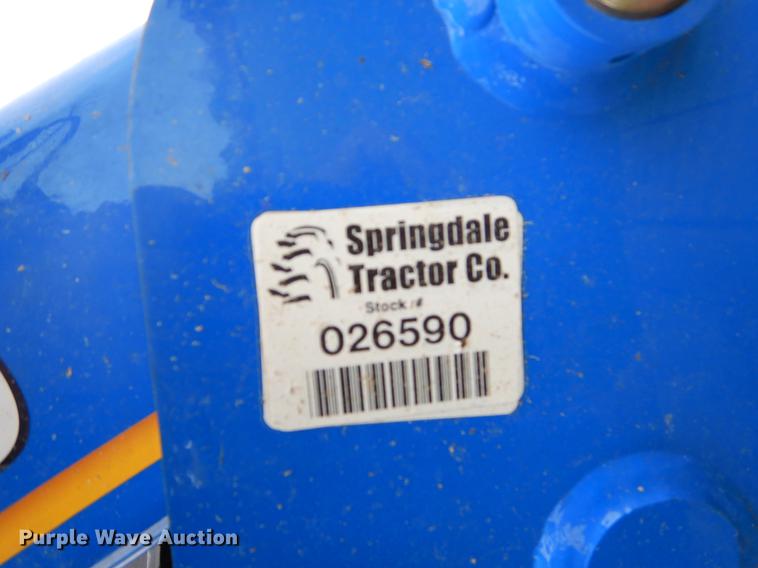 Springdale
Tractor Co.
Stock #
026590
Purple Wave Auction